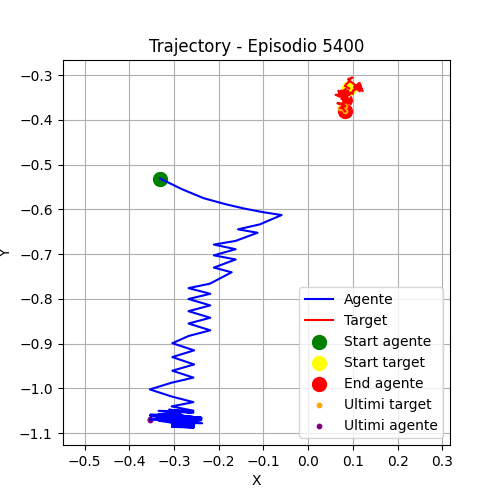 Trajectory - Episodio 5400
−0.3
−0.4
−0.5
−0.6
−0.7
−0.8
−0.9
−1.0
−1.1
Y
Agente
Target
Start agente
Start target
End agente
Ultimi target
Ultimi agente
−0.5 −0.4 −0.3 −0.2 −0.1 0.0 0.1 0.2 0.3
X